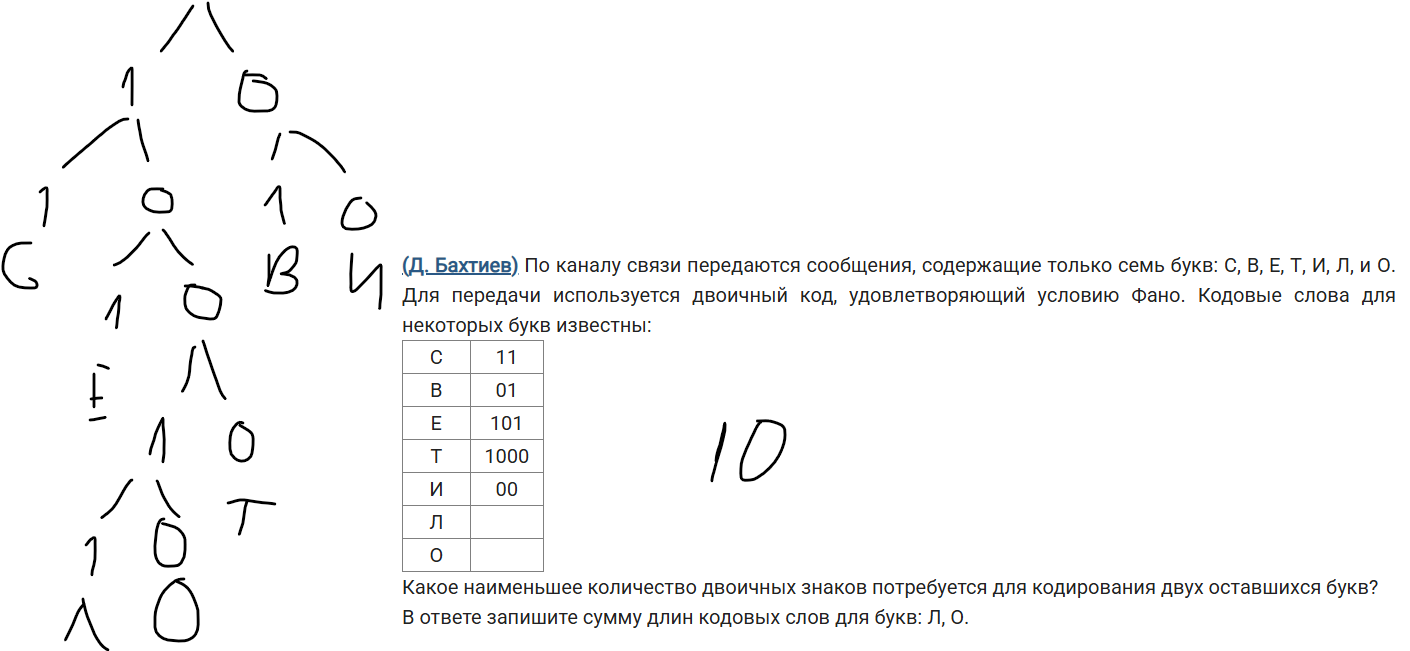 1 0
1 0 1 0
С В И
1 0
Е
1 0
Т
1 0
Л О
(Д. Бахтиев) По каналу связи передаются сообщения, содержащие только семь букв: С, В, Е, Т, И, Л, и О.
Для передачи используется двоичный код, удовлетворяющий условию Фано. Кодовые слова для
некоторых букв известны:
С 11
В 01
Е 101
Т 1000
И 00
Л
О
10
Какое наименьшее количество двоичных знаков потребуется для кодирования двух оставшихся букв?
В ответе запишите сумму длин кодовых слов для букв: Л, О.